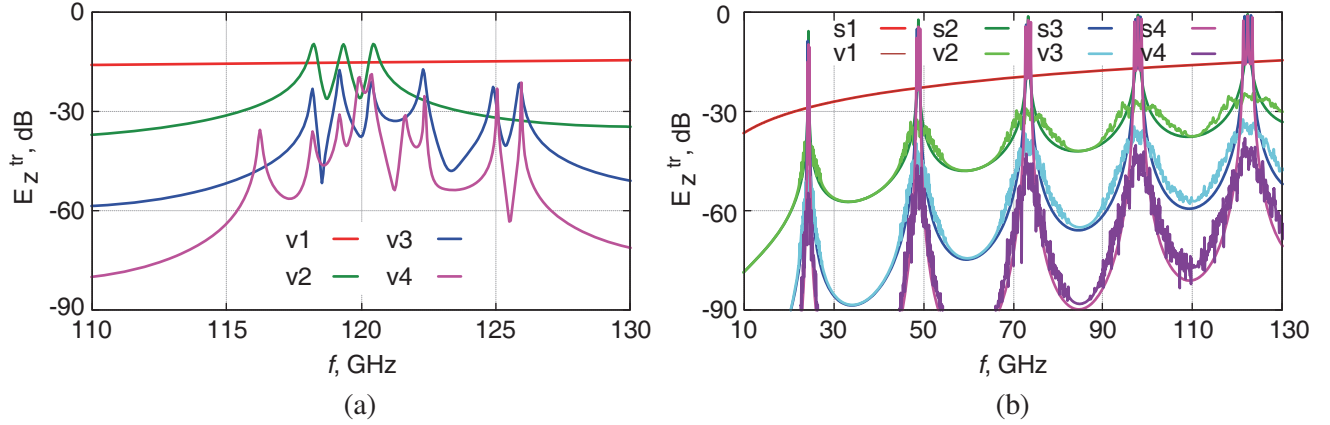 0
-30
-60
-90
E z tr, dB
v1 v3
v2 v4
110 115 120 125 130
f, GHz
(a)
0
-30
-60
-90
E z tr, dB
s1 s2 s3 s4
v1 v2 v3 v4
10 30 50 70 90 110 130
f, GHz
(b)